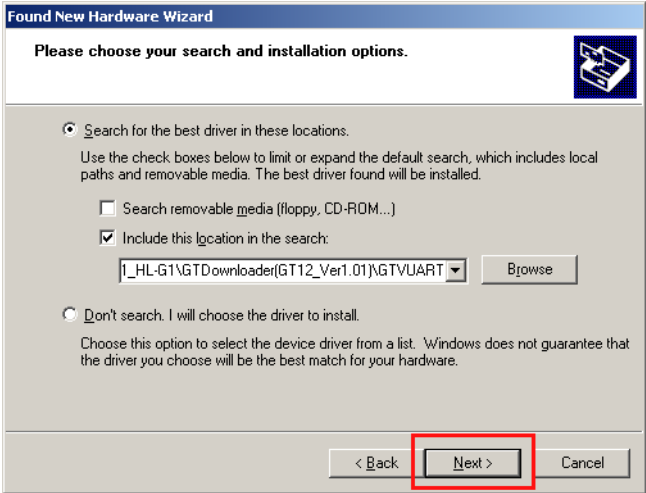 Found New Hardware Wizard
Please choose your search and installation options.
Search for the best driver in these locations.
Use the check boxes below to limit or expand the default search, which includes local
paths and removable media. The best driver found will be installed.
Search removable media (floppy, CD-ROM...)
Include this location in the search:
1_HL-G1\GTDownloader(GT12_Ver1.01)\GTVUART
Browse
Don't search. I will choose the driver to install.
Choose this option to select the device driver from a list. Windows does not guarantee that
the driver you choose will be the best match for your hardware.
< Back Next > Cancel